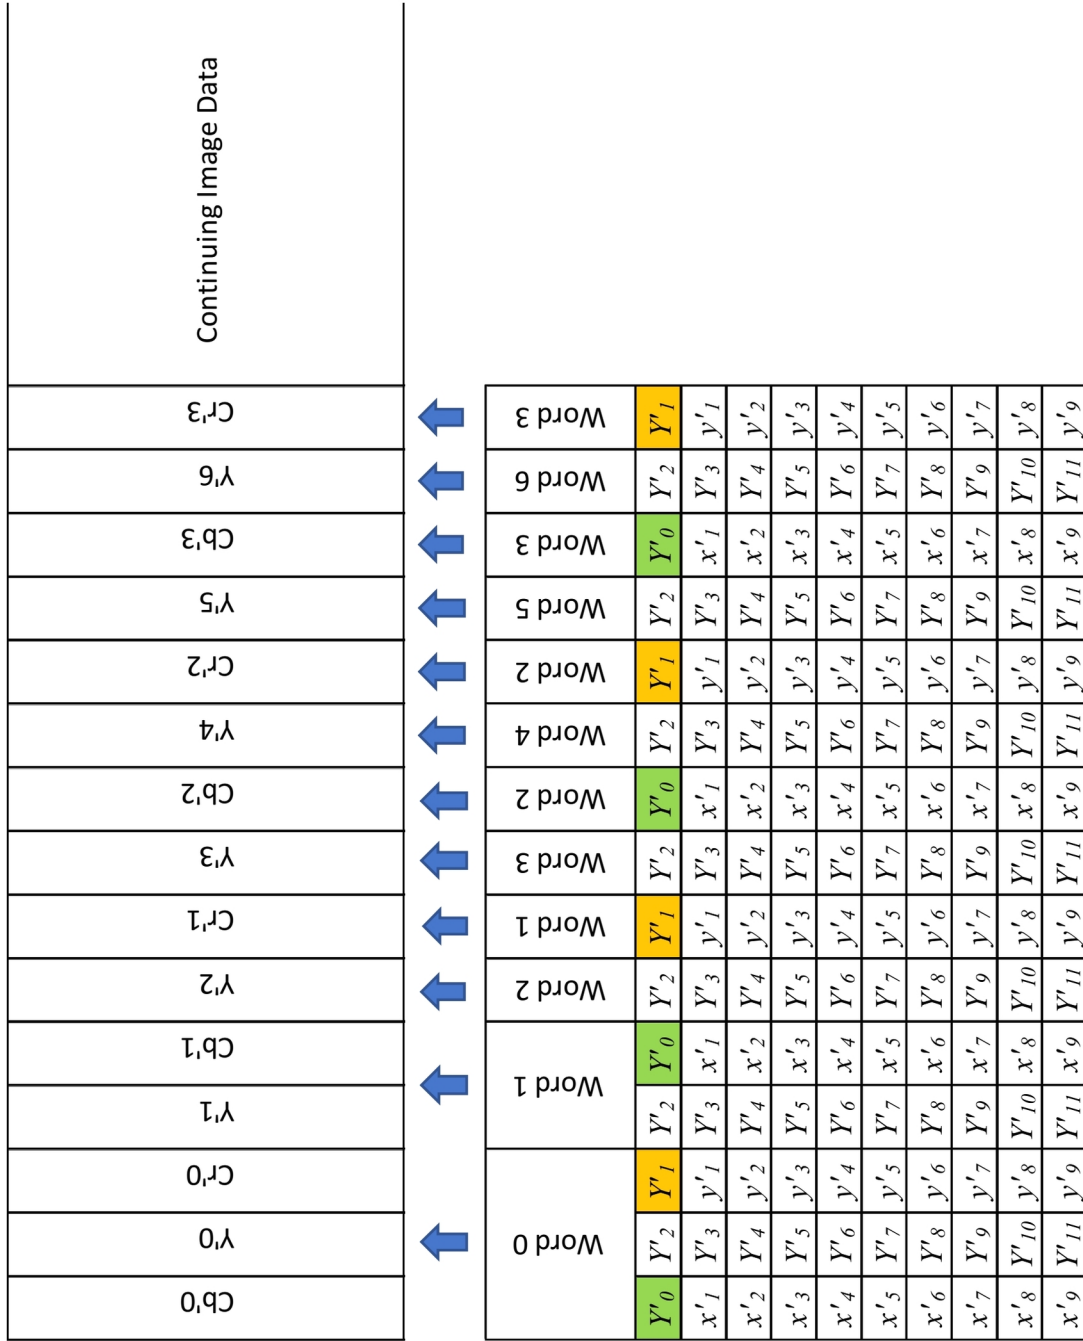 Cb'0 Y'0 Cr'0 Y'1 Cb'1 Y'2 Cr'1 Y'3 Cb'2 Y'4 Cr'2 Y'5 Cb'3 Y'6 Cr'3 Continuing Image Data
Word 0 Word 1 Word 2 Word 1 Word 3 Word 2 Word 4 Word 2 Word 5 Word 3 Word 6 Word 3
Y'0 Y'2 Y'1 Y'2 Y'0 Y'2 Y'1 Y'2 Y'0 Y'2 Y'1 Y'2 Y'0 Y'2 Y'1
x'1 Y'3 y'1 Y'3 x'1 Y'3 y'1 Y'3 x'1 Y'3 y'1 Y'3 x'1 Y'3 y'1
x'2 Y'4 y'2 Y'4 x'2 Y'4 y'2 Y'4 x'2 Y'4 y'2 Y'4 x'2 Y'4 y'2
x'3 Y'5 y'3 Y'5 x'3 Y'5 y'3 Y'5 x'3 Y'5 y'3 Y'5 x'3 Y'5 y'3
x'4 Y'6 y'4 Y'6 x'4 Y'6 y'4 Y'6 x'4 Y'6 y'4 Y'6 x'4 Y'6 y'4
x'5 Y'7 y'5 Y'7 x'5 Y'7 y'5 Y'7 x'5 Y'7 y'5 Y'7 x'5 Y'7 y'5
x'6 Y'8 y'6 Y'8 x'6 Y'8 y'6 Y'8 x'6 Y'8 y'6 Y'8 x'6 Y'8 y'6
x'7 Y'9 y'7 Y'9 x'7 Y'9 y'7 Y'9 x'7 Y'9 y'7 Y'9 x'7 Y'9 y'7
x'8 Y'10 y'8 Y'10 x'8 Y'10 y'8 Y'10 x'8 Y'10 y'8 Y'10 x'8 Y'10 y'8
x'9 Y'11 y'9 Y'11 x'9 Y'11 y'9 Y'11 x'9 Y'11 y'9 Y'11 x'9 Y'11 y'9